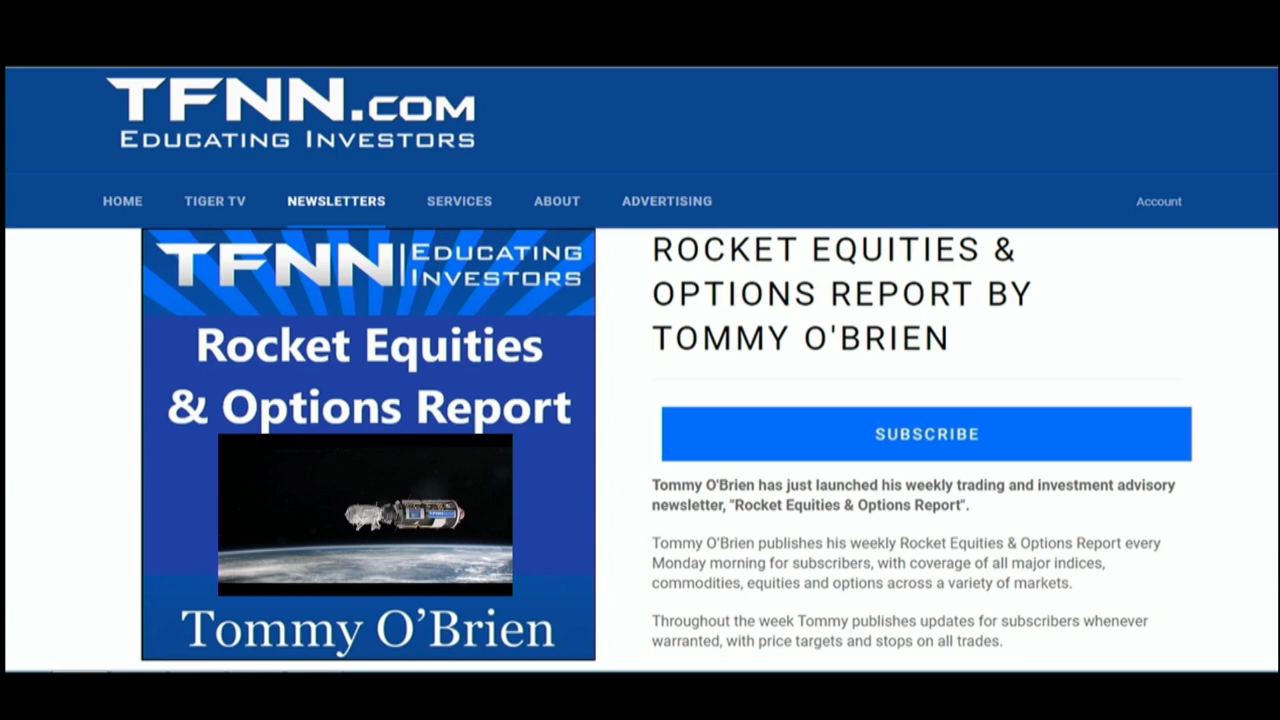 TFNN.COM
EDUCATING INVESTORS
HOME TIGER TV NEWSLETTERS SERVICES ABOUT ADVERTISING Account
TFNN | EDUCATING
INVESTORS
Rocket Equities
& Options Report
TFNN
Tommy O’Brien
ROCKET EQUITIES &
OPTIONS REPORT BY
TOMMY O'BRIEN
SUBSCRIBE
Tommy O'Brien has just launched his weekly trading and investment advisory
newsletter, "Rocket Equities & Options Report".
Tommy O’Brien publishes his weekly Rocket Equities & Options Report every
Monday morning for subscribers, with coverage of all major indices,
commodities, equities and options across a variety of markets.
Throughout the week Tommy publishes updates for subscribers whenever
warranted, with price targets and stops on all trades.